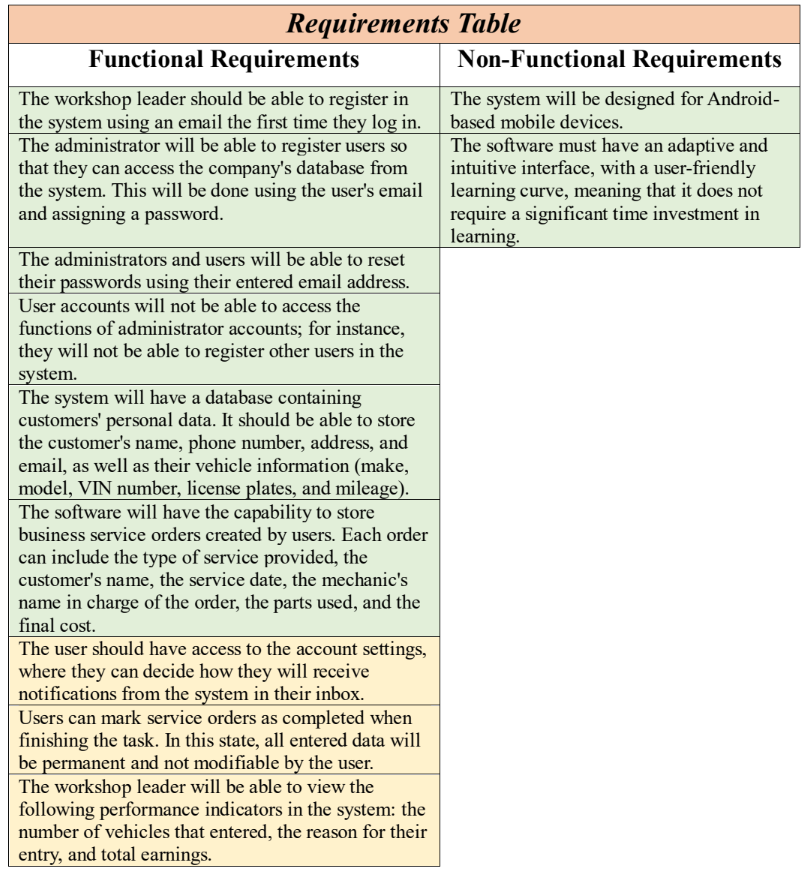 Requirements Table
Functional Requirements
Non-Functional Requirements
The workshop leader should be able to register in
the system using an email the first time they log in.
The system will be designed for Android-
based mobile devices.
The administrator will be able to register users so
that they can access the company's database from
the system. This will be done using the user's email
and assigning a password.
The software must have an adaptive and
intuitive interface, with a user-friendly
learning curve, meaning that it does not
require a significant time investment in
learning.
The administrators and users will be able to reset
their passwords using their entered email address.
User accounts will not be able to access the
functions of administrator accounts; for instance,
they will not be able to register other users in the
system.
The system will have a database containing
customers' personal data. It should be able to store
the customer's name, phone number, address, and
email, as well as their vehicle information (make,
model, VIN number, license plates, and mileage).
The software will have the capability to store
business service orders created by users. Each order
can include the type of service provided, the
customer's name, the service date, the mechanic's
name in charge of the order, the parts used, and the
final cost.
The user should have access to the account settings,
where they can decide how they will receive
notifications from the system in their inbox.
Users can mark service orders as completed when
finishing the task. In this state, all entered data will
be permanent and not modifiable by the user.
The workshop leader will be able to view the
following performance indicators in the system: the
number of vehicles that entered, the reason for their
entry, and total earnings.